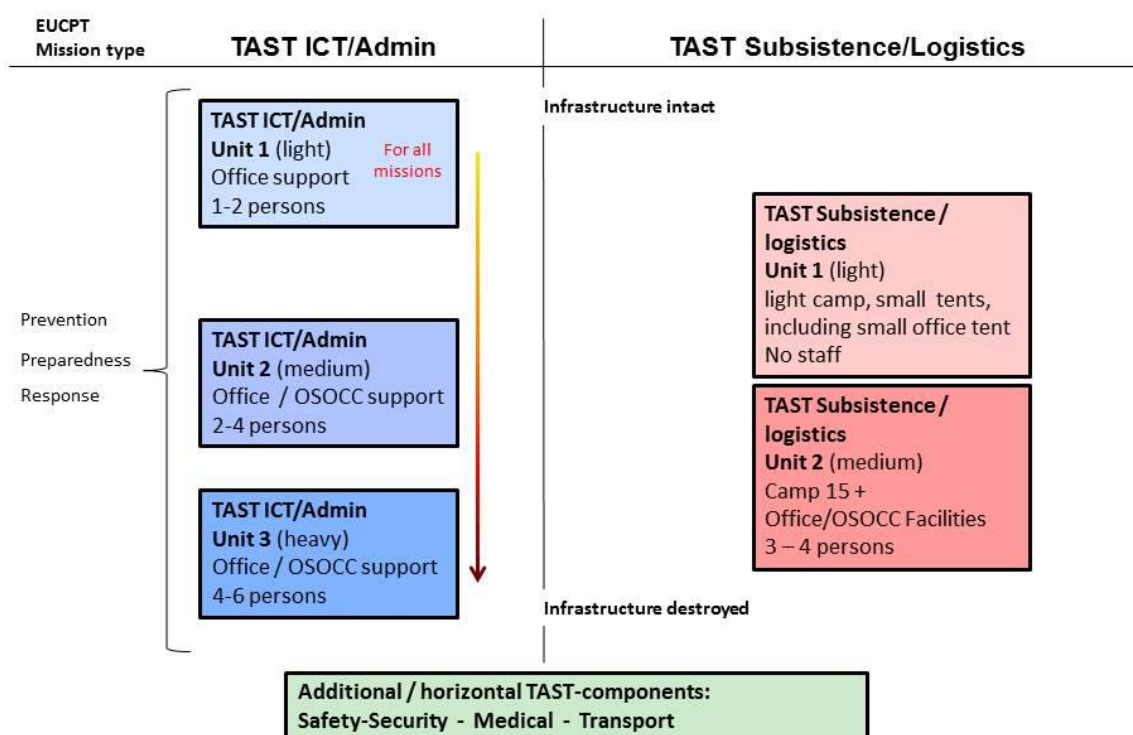 EUCPT
Mission type
TAST ICT/Admin
TAST Subsistence/Logistics
Infrastructure intact
TAST ICT/Admin
Unit 1 (light)
For all
missions
Office support
1-2 persons
TAST Subsistence /
logistics
Unit 1 (light)
light camp, small tents,
including small office tent
No staff
Prevention
Preparedness
Response
TAST ICT/Admin
Unit 2 (medium)
Office / OSOCC support
2-4 persons
TAST Subsistence /
logistics
Unit 2 (medium)
Camp 15 +
Office/OSOCC Facilities
3 – 4 persons
TAST ICT/Admin
Unit 3 (heavy)
Office / OSOCC support
4-6 persons
Infrastructure destroyed
Additional / horizontal TAST-components:
Safety-Security - Medical - Transport